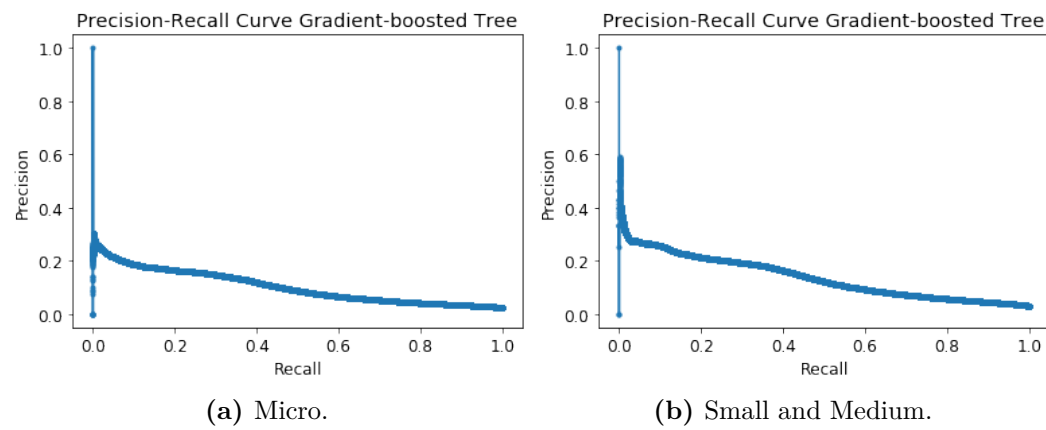 Precision-Recall Curve Gradient-boosted Tree
Precision
1.0
0.8
0.6
0.4
0.2
0.0
0.0 0.2 0.4 0.6 0.8 1.0
Recall
(a) Micro.
Precision-Recall Curve Gradient-boosted Tree
Precision
1.0
0.8
0.6
0.4
0.2
0.0
0.0 0.2 0.4 0.6 0.8 1.0
Recall
(b) Small and Medium.